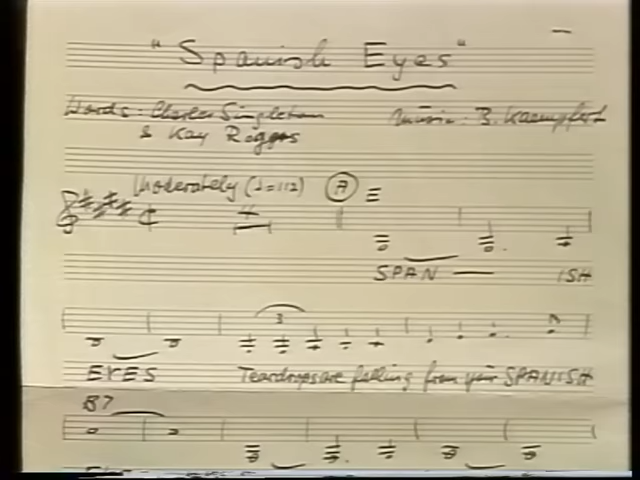 "Spanish Eyes"
Words: Charles Singleton
& Kay Rogers
Music: B. Kaempfert
Moderately (♩=112)
A
E
SPAN — ISH
3
EYES Teardrops are falling from your SPANISH
B7